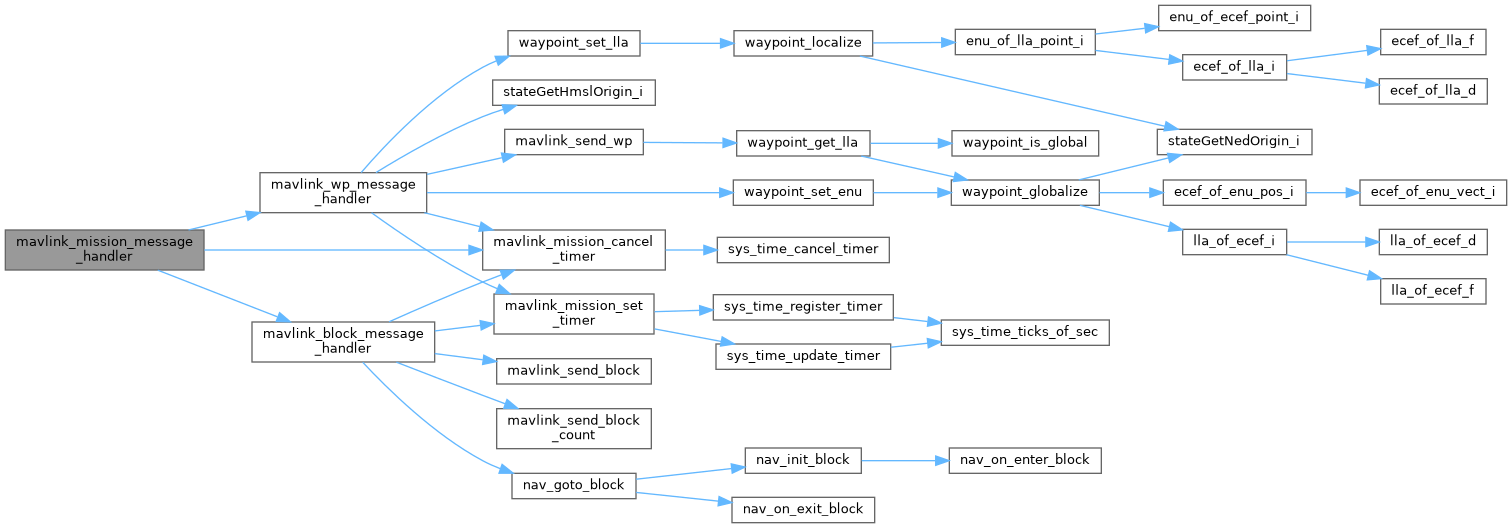 mavlink_mission_message
_handler
mavlink_wp_message
_handler
mavlink_block_message
_handler
waypoint_set_lla
stateGetHmslOrigin_i
mavlink_send_wp
mavlink_mission_cancel
_timer
mavlink_mission_set
_timer
mavlink_send_block
mavlink_send_block
_count
nav_goto_block
waypoint_localize
waypoint_get_lla
waypoint_set_enu
sys_time_cancel_timer
sys_time_register_timer
sys_time_update_timer
nav_init_block
nav_on_exit_block
enu_of_lla_point_i
waypoint_is_global
waypoint_globalize
sys_time_ticks_of_sec
nav_on_enter_block
enu_of_ecef_point_i
ecef_of_lla_i
stateGetNedOrigin_i
ecef_of_enu_pos_i
lla_of_ecef_i
ecef_of_lla_f
ecef_of_lla_d
ecef_of_enu_vect_i
lla_of_ecef_d
lla_of_ecef_f